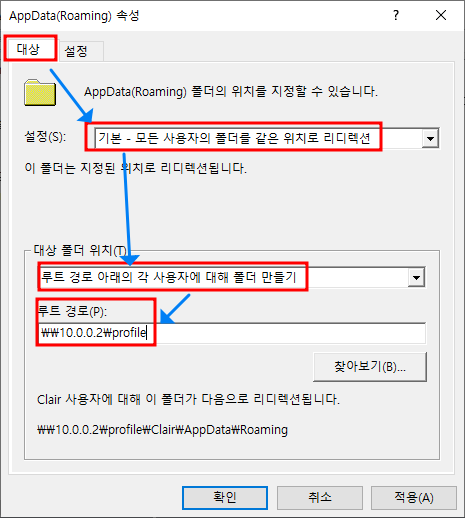 AppData(Roaming) 속성
대상
설정
AppData(Roaming) 폴더의 위치를 지정할 수 있습니다.
설정(S):
기본 - 모든 사용자의 폴더를 같은 위치로 리디렉션
이 폴더는 지정된 위치로 리디렉션됩니다.
대상 폴더 위치(T)
루트 경로 아래의 각 사용자에 대해 폴더 만들기
루트 경로(P):
₩₩10.0.0.2₩profile
찾아보기(B)...
Clair 사용자에 대해 이 폴더가 다음으로 리디렉션됩니다.
₩₩10.0.0.2₩profile₩Clair₩AppData₩Roaming
확인
취소
적용(A)